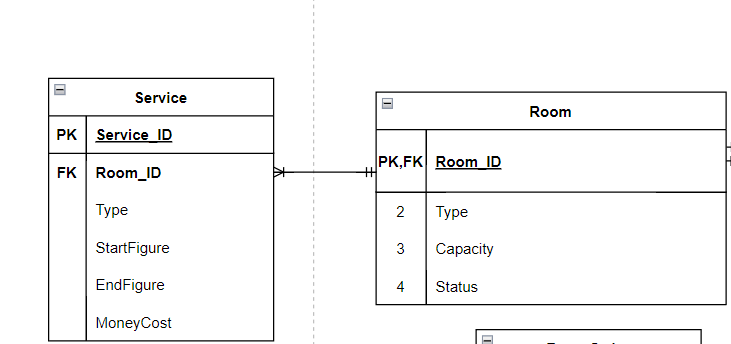 Service
PK Service_ID
FK Room_ID
Type
StartFigure
EndFigure
MoneyCost
Room
PK,FK Room_ID
2 Type
3 Capacity
4 Status